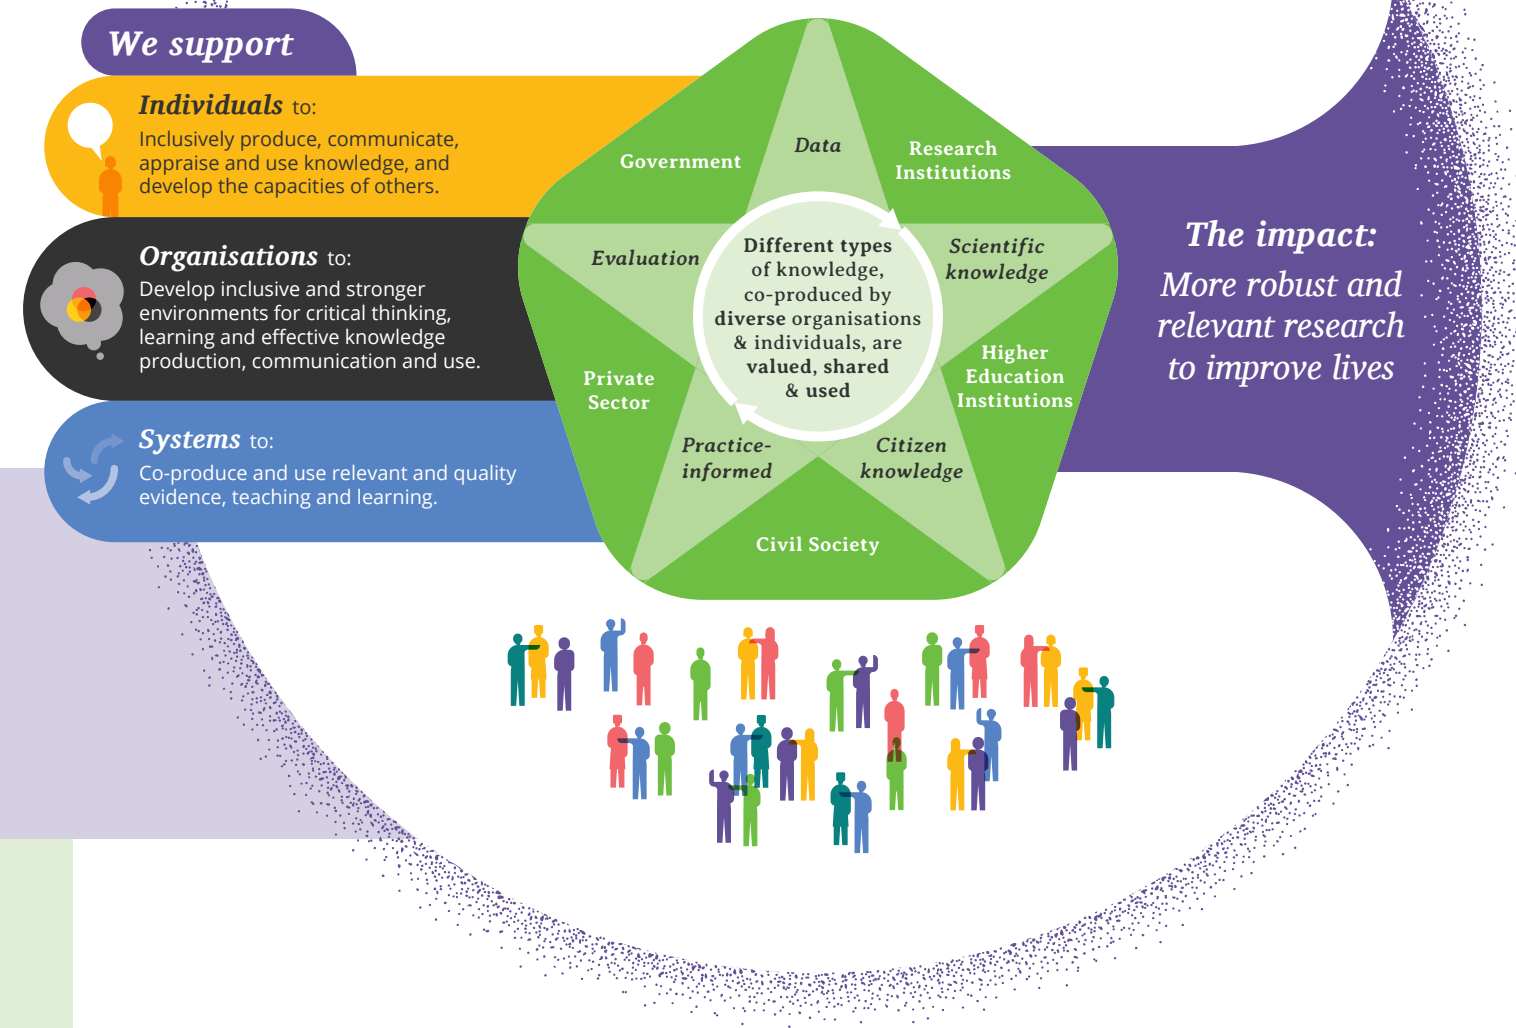 We support
Individuals to:
Inclusively produce, communicate,
appraise and use knowledge, and
develop the capacities of others.
Organisations to:
Develop inclusive and stronger
environments for critical thinking,
learning and effective knowledge
production, communication and use.
Systems to:
Co-produce and use relevant and quality
evidence, teaching and learning.
Government
Data
Research
Institutions
Evaluation
Scientific
knowledge
Different types
of knowledge,
co-produced by
diverse organisations
& individuals, are
valued, shared
& used
Private
Sector
Higher
Education
Institutions
Practice-
informed
Citizen
knowledge
Civil Society
The impact:
More robust and
relevant research
to improve lives